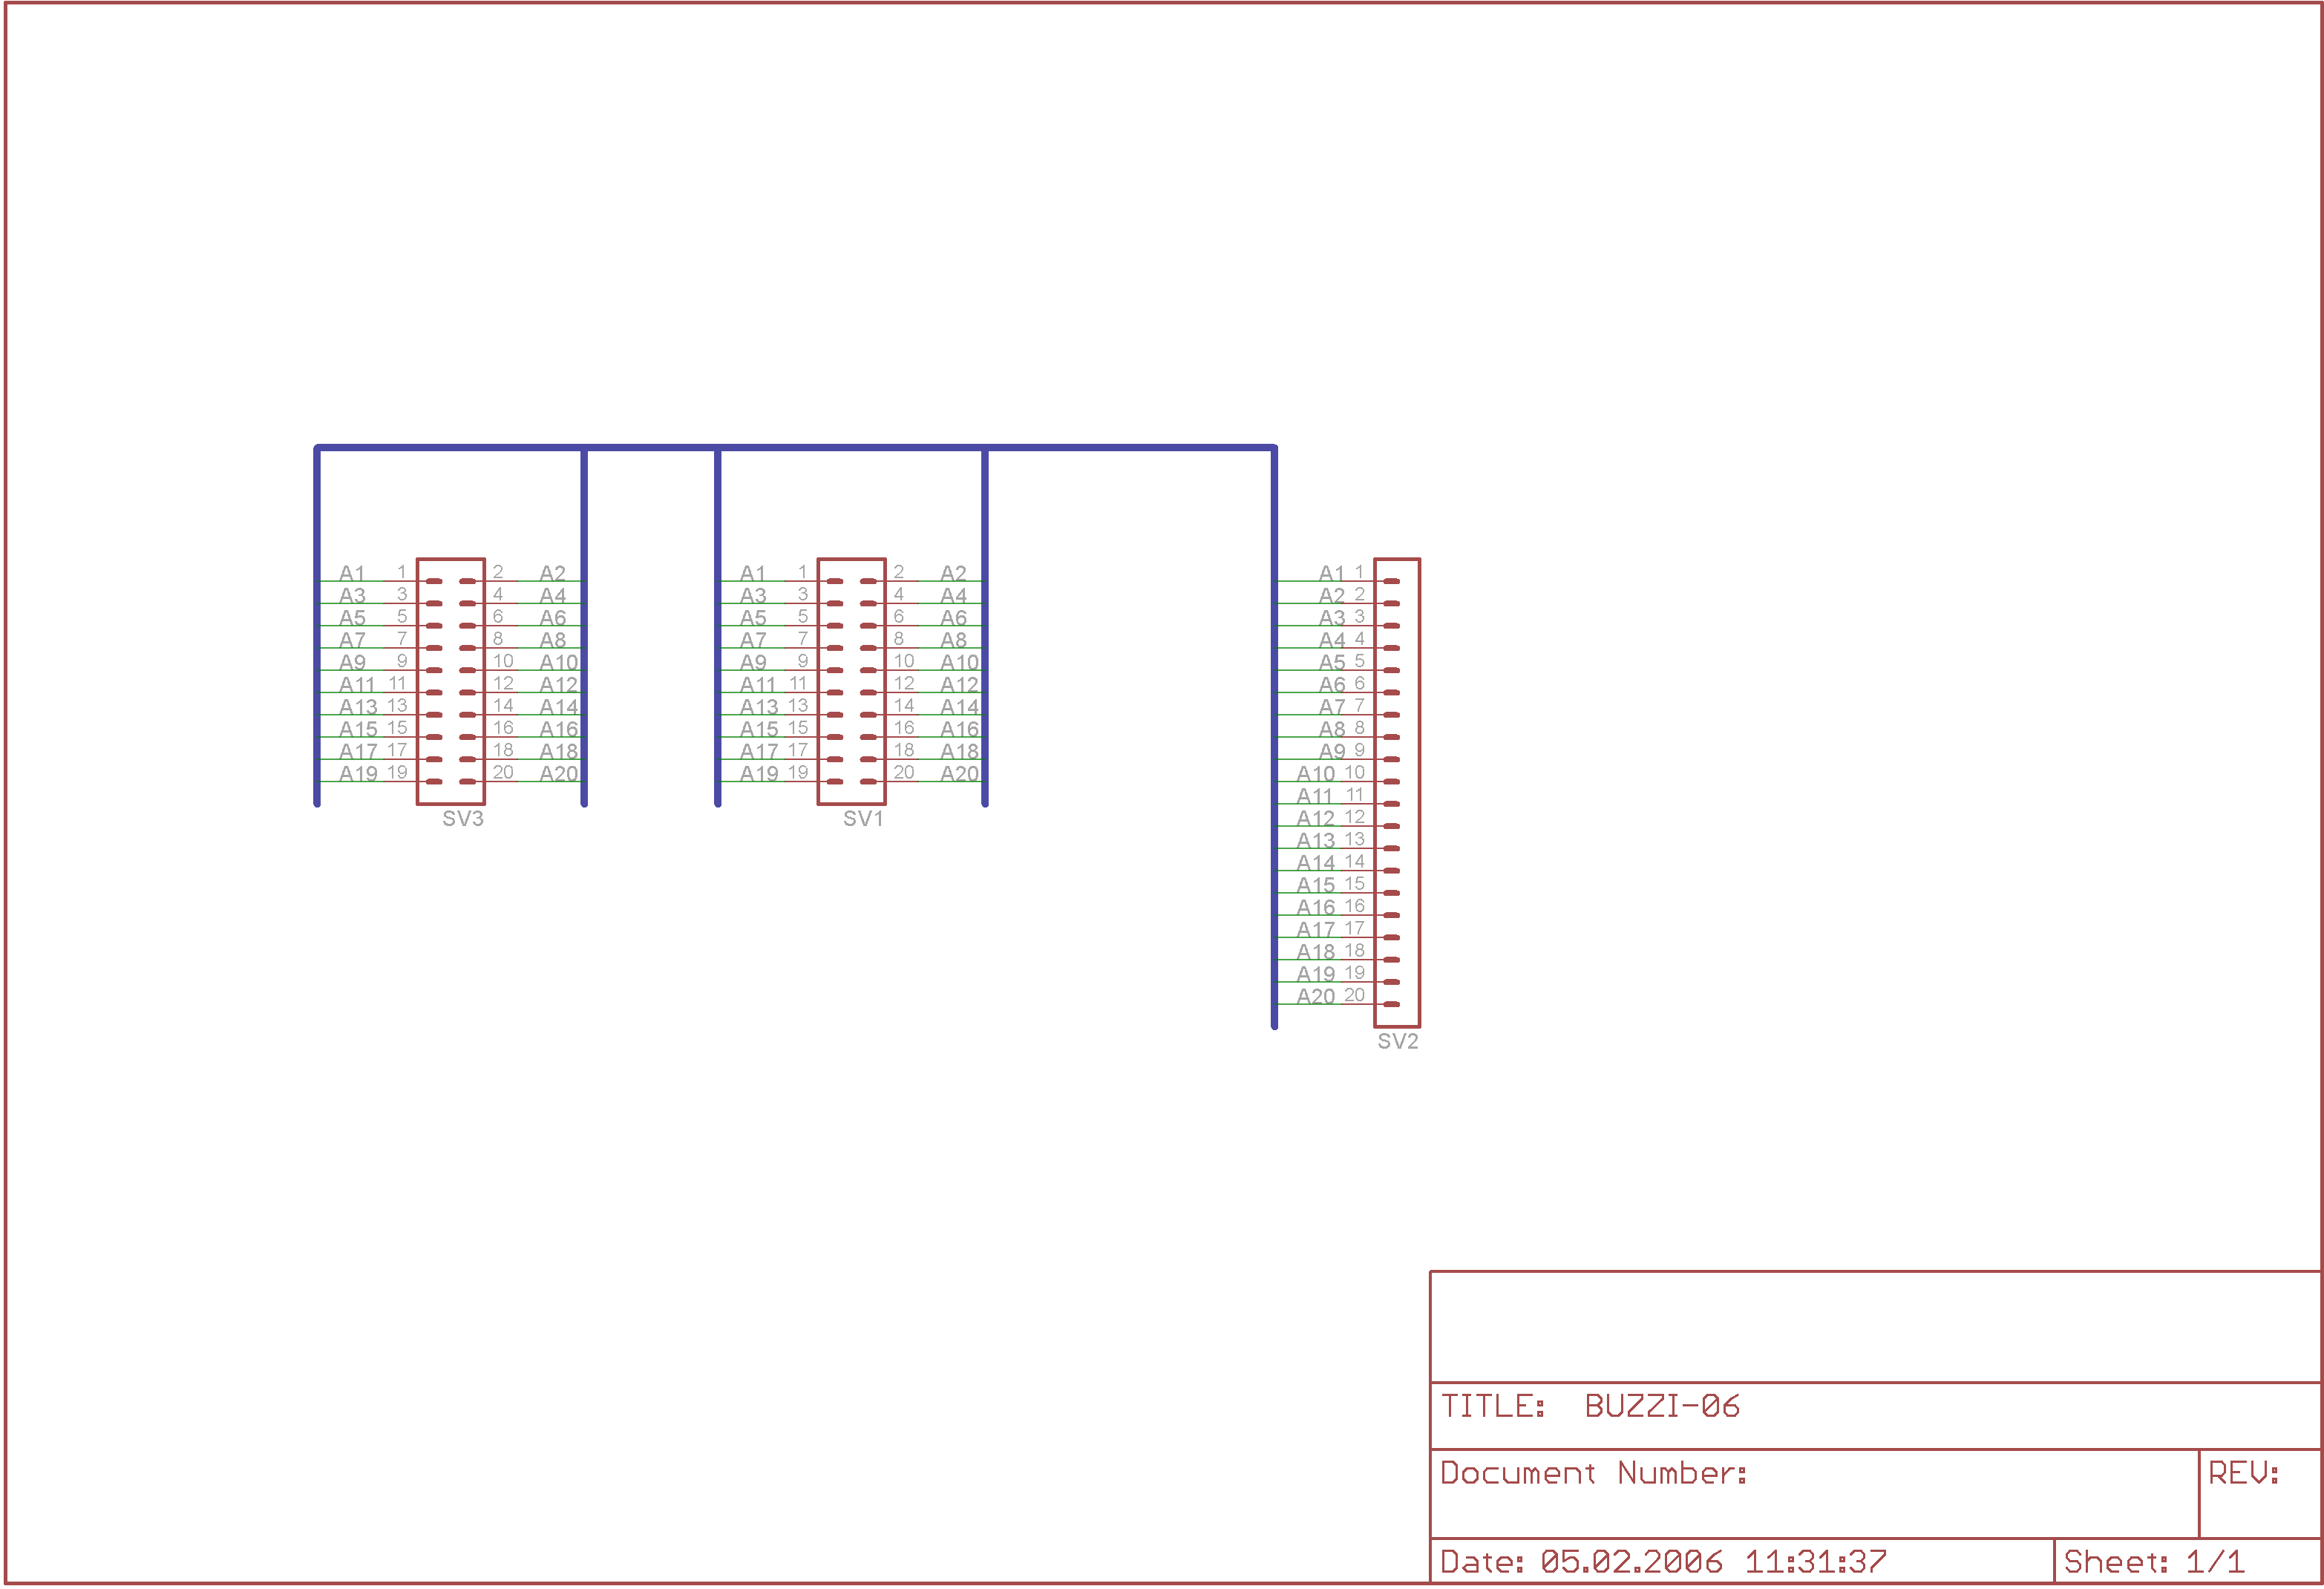 A1 1 2 A2 A1 1 2 A2 A1 1
A3 3 4 A4 A3 3 4 A4 A2 2
A5 5 6 A6 A5 5 6 A6 A3 3
A7 7 8 A8 A7 7 8 A8 A4 4
A9 9 10 A10 A9 9 10 A10 A5 5
A11 11 12 A12 A11 11 12 A12 A6 6
A13 13 14 A14 A13 13 14 A14 A7 7
A15 15 16 A16 A15 15 16 A16 A8 8
A17 17 18 A18 A17 17 18 A18 A9 9
A19 19 20 A20 A19 19 20 A20 A10 10
A11 11
SV3 SV1 A12 12
A13 13
A14 14
A15 15
A16 16
A17 17
A18 18
A19 19
A20 20
SV2
TITLE: BUZZI-06
Document Number: REV:
Date: 05.02.2006 11:31:37 Sheet: 1/1